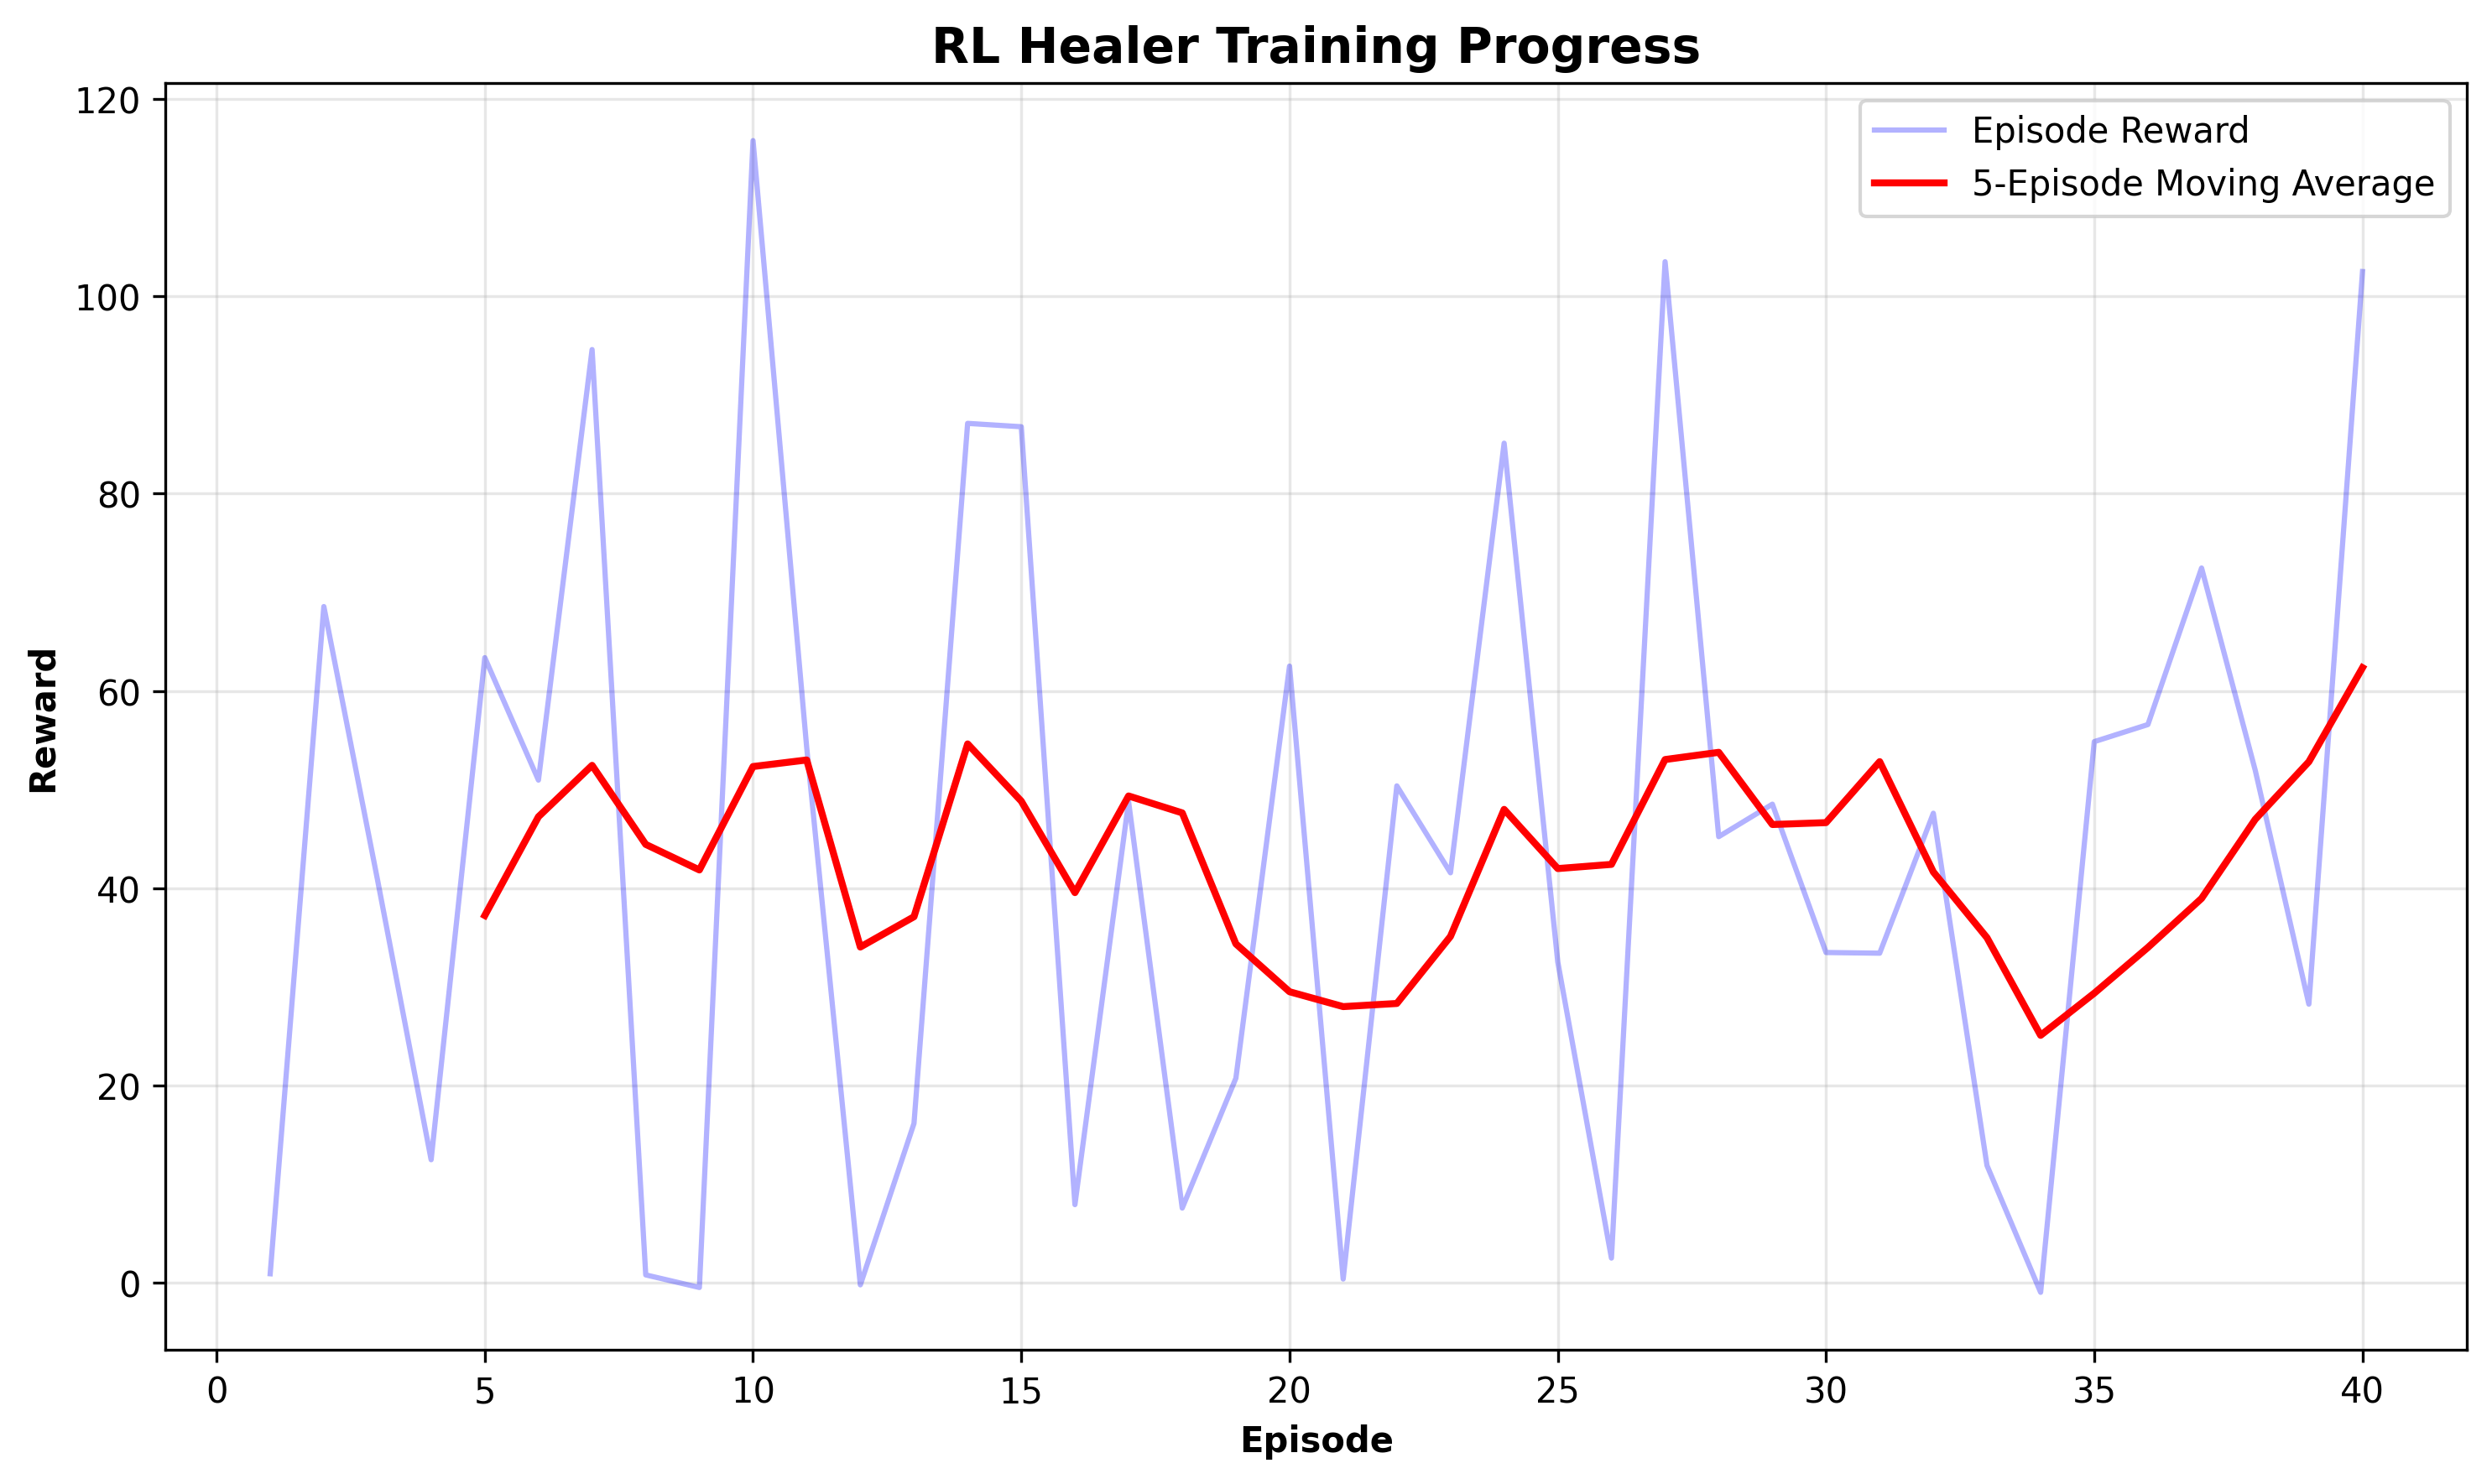 RL Healer Training Progress
120
100
80
60
40
20
0
Reward
Episode Reward
5-Episode Moving Average
0 5 10 15 20 25 30 35 40
Episode